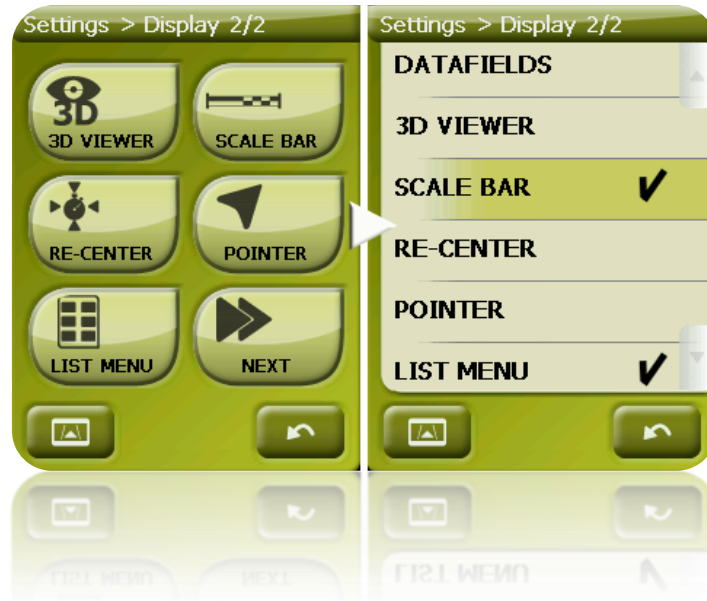 Settings > Display 2/2
3D
3D VIEWER
SCALE BAR
RE-CENTER
POINTER
LIST MENU
NEXT
Settings > Display 2/2
DATAFIELDS
3D VIEWER
SCALE BAR
RE-CENTER
POINTER
LIST MENU